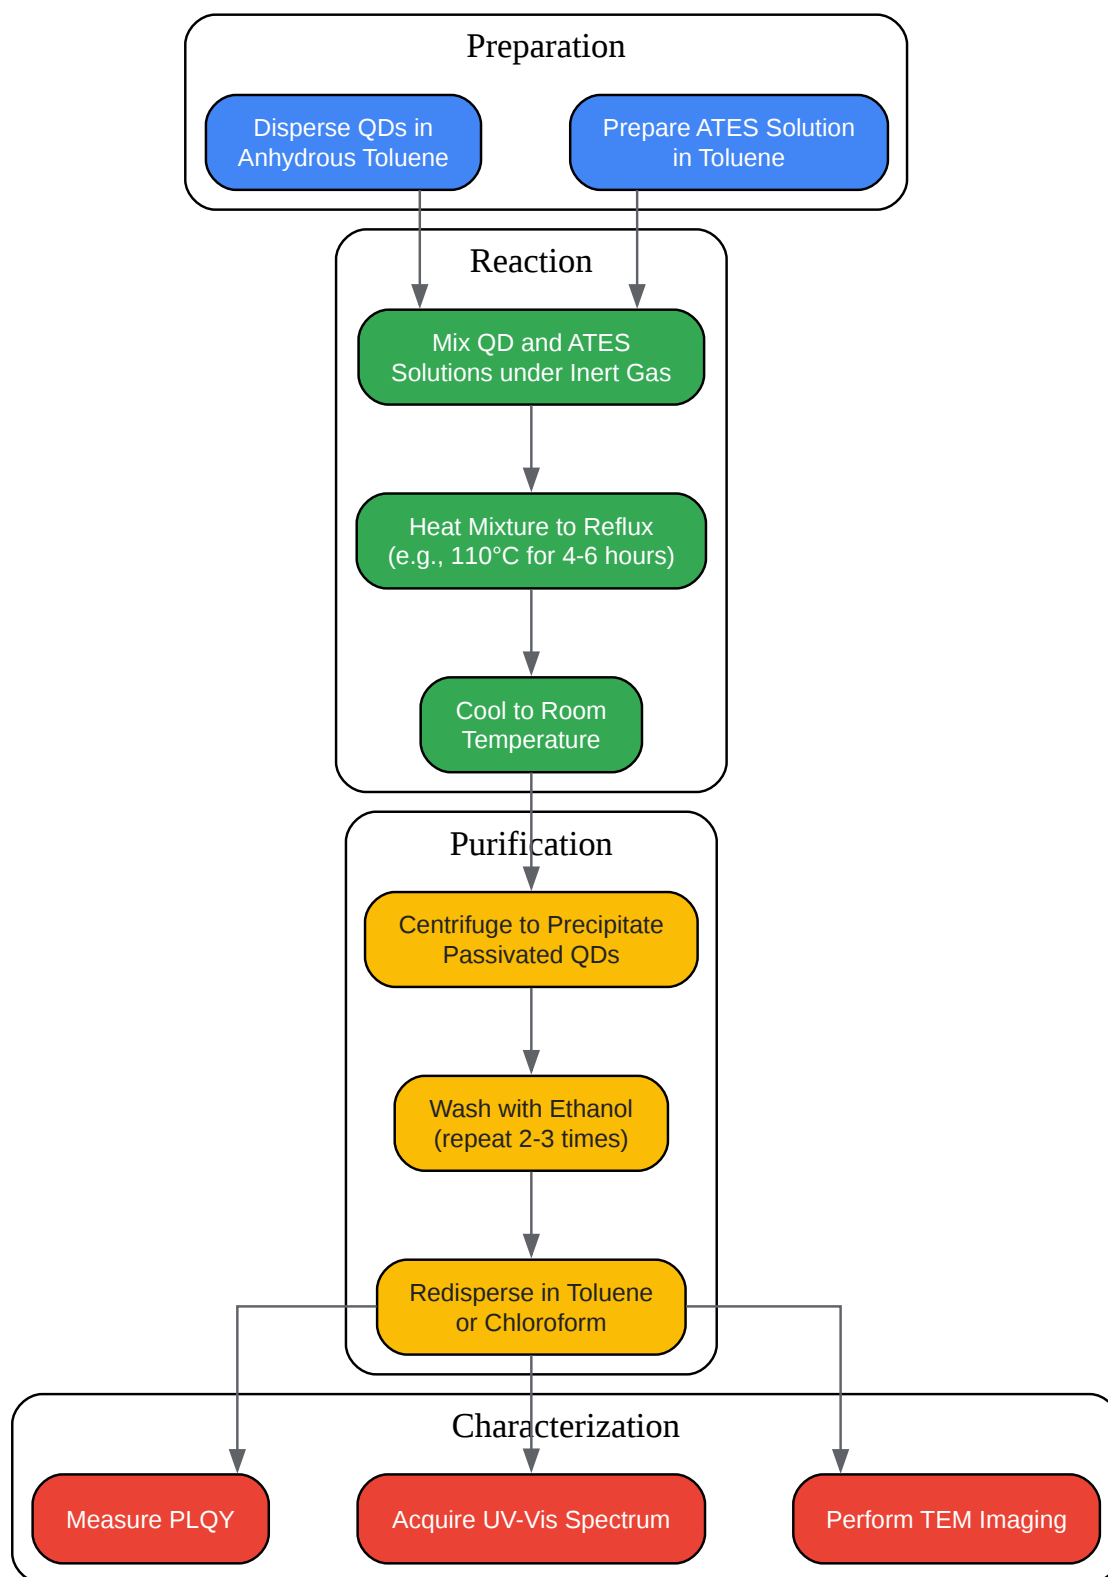 Preparation
Disperse QDs in
Anhydrous Toluene
Prepare ATES Solution
in Toluene
Reaction
Mix QD and ATES
Solutions under Inert Gas
Heat Mixture to Reflux
(e.g., 110°C for 4-6 hours)
Cool to Room
Temperature
Purification
Centrifuge to Precipitate
Passivated QDs
Wash with Ethanol
(repeat 2-3 times)
Redisperse in Toluene
or Chloroform
Characterization
Measure PLQY
Acquire UV-Vis Spectrum
Perform TEM Imaging